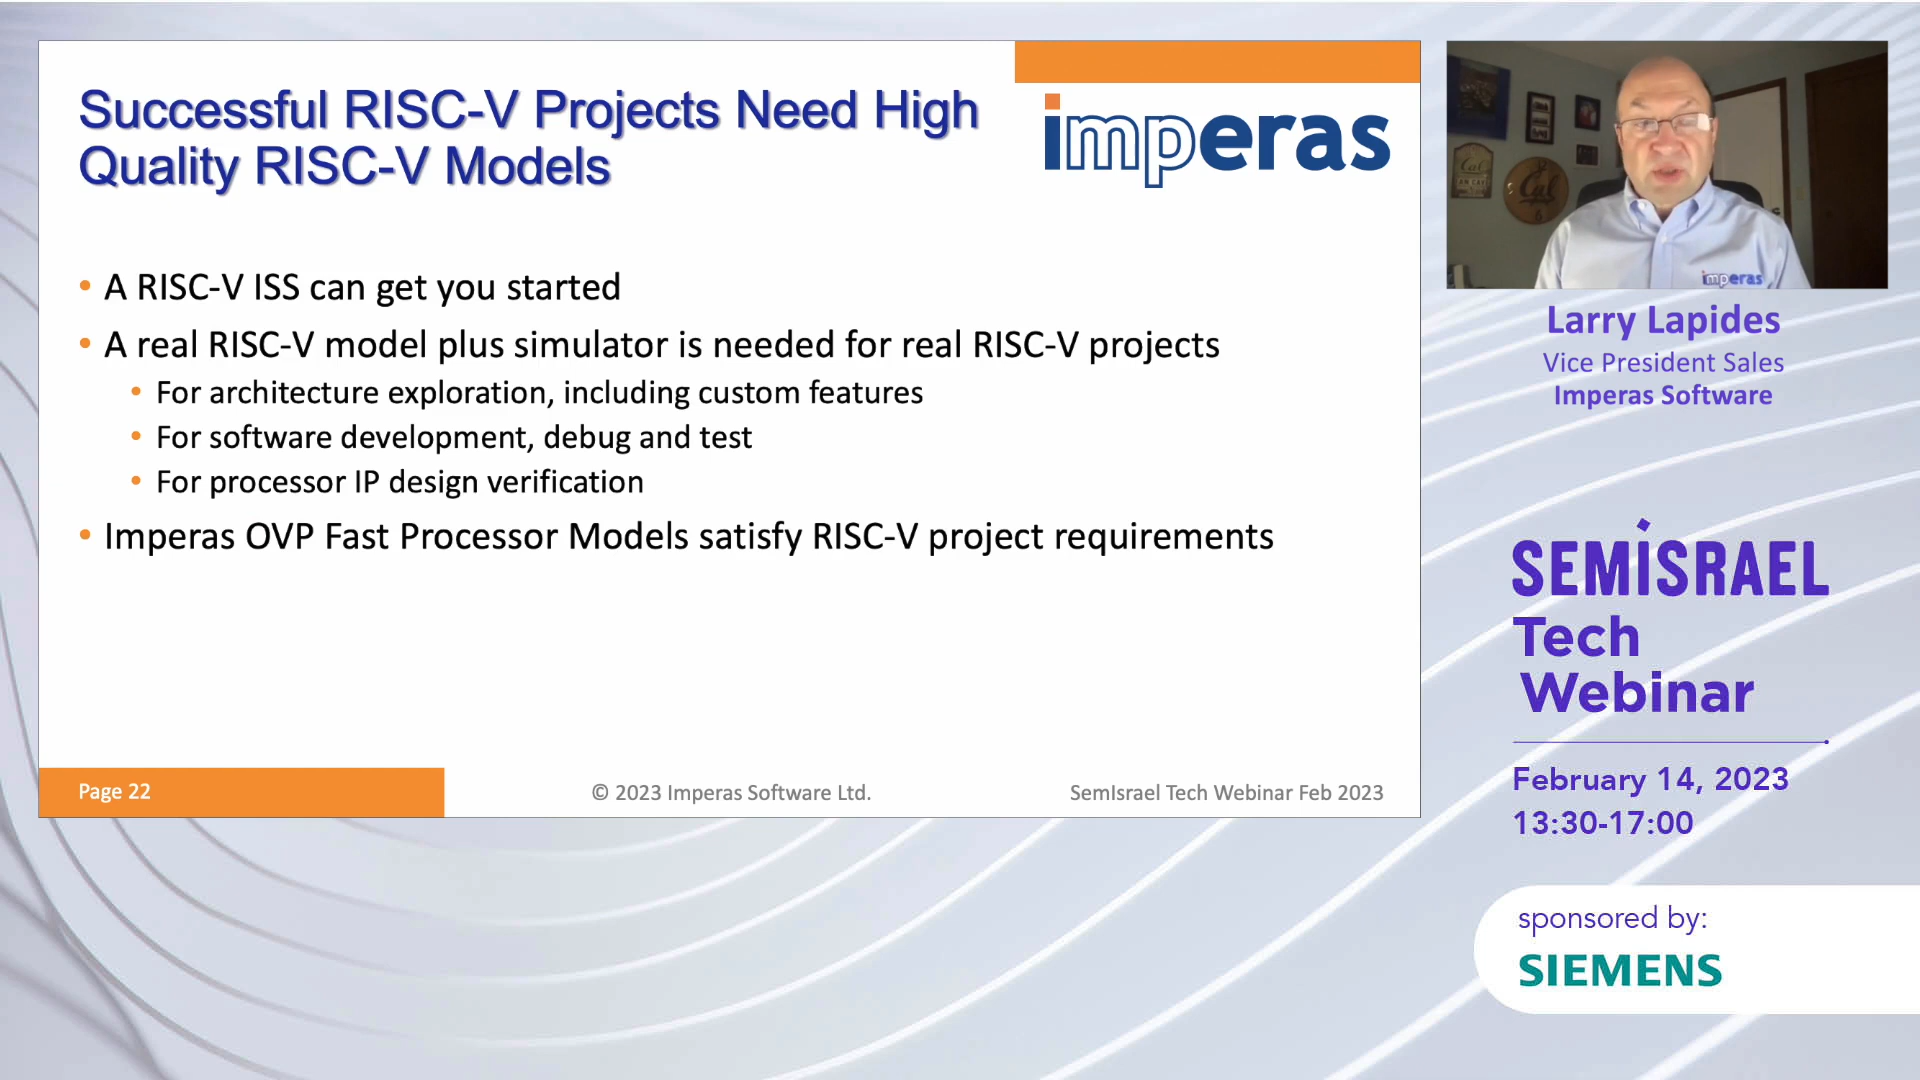 Successful RISC-V Projects Need High
Quality RISC-V Models
imperas
• A RISC-V ISS can get you started
• A real RISC-V model plus simulator is needed for real RISC-V projects
• For architecture exploration, including custom features
• For software development, debug and test
• For processor IP design verification
• Imperas OVP Fast Processor Models satisfy RISC-V project requirements
Page 22
© 2023 Imperas Software Ltd.
SemIsrael Tech Webinar Feb 2023
Cal
Cal
imperas
Larry Lapides
Vice President Sales
Imperas Software
SEMISRAEL
Tech
Webinar
February 14, 2023
13:30-17:00
sponsored by:
SIEMENS